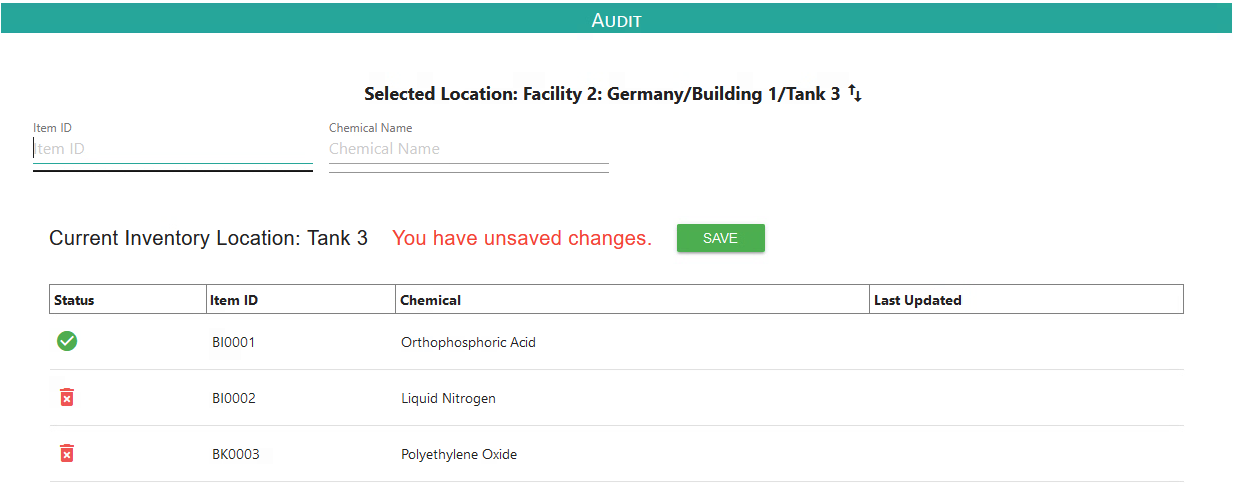 AUDIT
Selected Location: Facility 2: Germany/Building 1/Tank 3
Item ID Chemical Name
Item ID Chemical Name
Current Inventory Location: Tank 3 You have unsaved changes. SAVE
Status Item ID Chemical Last Updated
BI0001 Orthophosphoric Acid
BI0002 Liquid Nitrogen
BK0003 Polyethylene Oxide